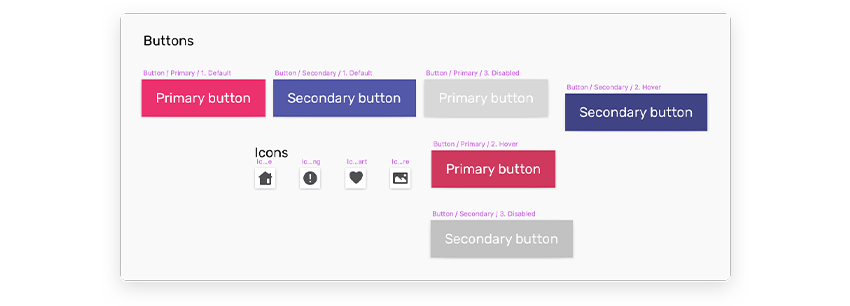 Buttons
Button / Primary / 1. Default
Button / Secondary / 1. Default
Button / Primary / 3. Disabled
Button / Secondary / 2. Hover
Primary button
Secondary button
Primary button
Secondary button
Button / Primary / 2. Hover
Icons
Ic...e
Ic...ng
Ic...art
Ic...re
Primary button
Button / Secondary / 3. Disabled
Secondary button